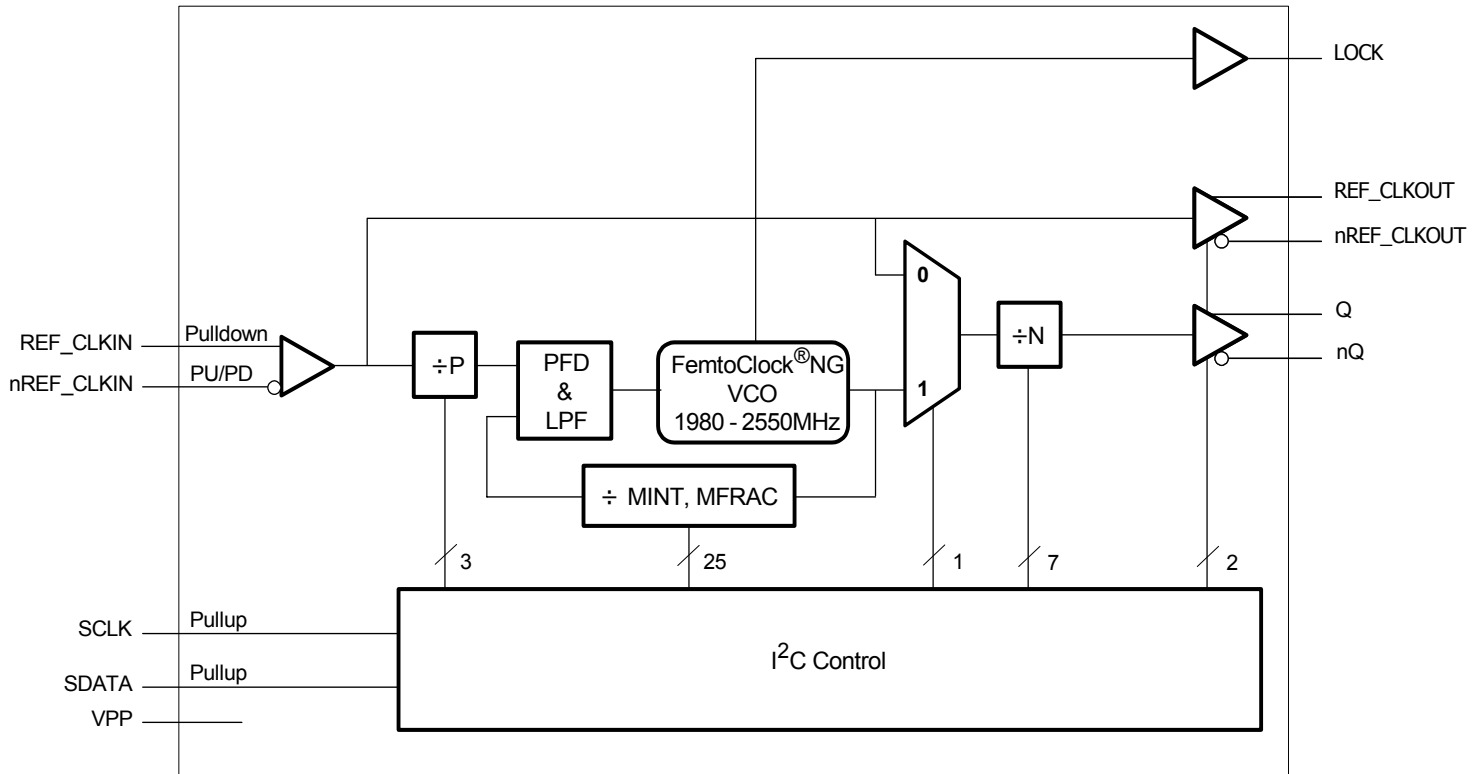 LOCK
REF_CLKOUT
nREF_CLKOUT
0
REF_CLKIN
Pulldown
nREF_CLKIN
PU/PD
÷P
PFD
&
LPF
FemtoClock®NG
VCO
1980 - 2550MHz
1
÷N
Q
nQ
÷ MINT, MFRAC
3
25
1
7
2
SCLK
Pullup
SDATA
Pullup
VPP
I²C Control